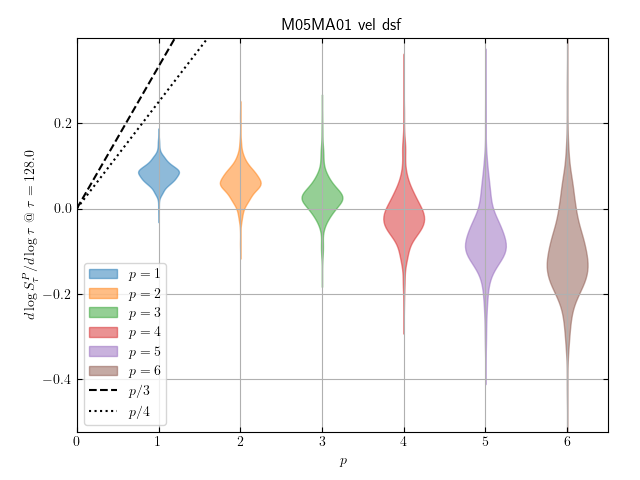 M05MA01 vel dsf
d log S_τ^p / d log τ @ τ = 128.0
0.2
0.0
−0.2
−0.4
p = 1
p = 2
p = 3
p = 4
p = 5
p = 6
p/3
p/4
0 1 2 3 4 5 6
p